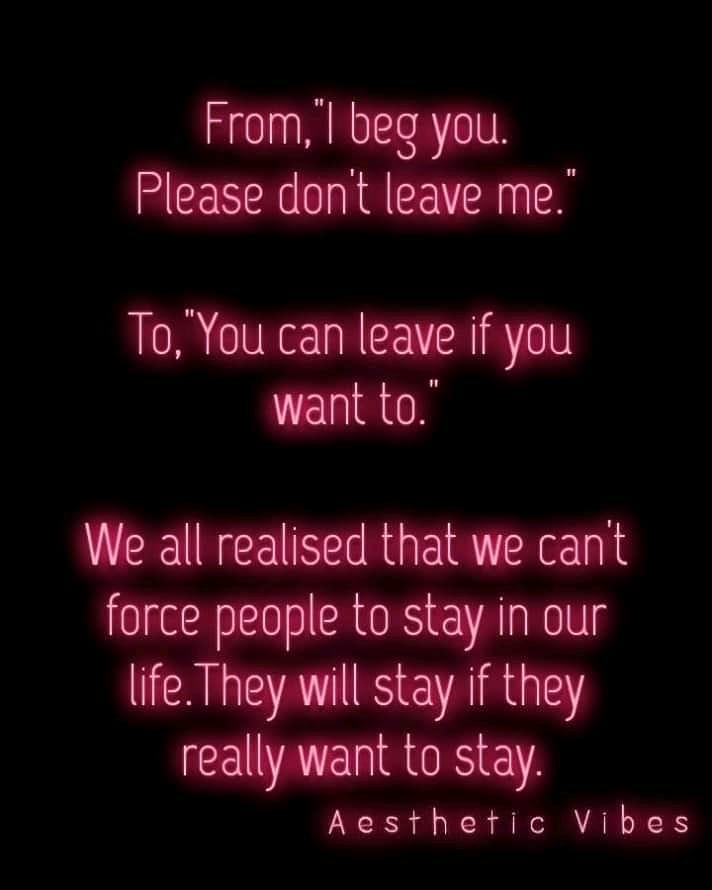 From,"I beg you.
Please don't leave me."
To,"You can leave if you
want to."
We all realised that we can't
force people to stay in our
life.They will stay if they
really want to stay.
Aesthetic Vibes